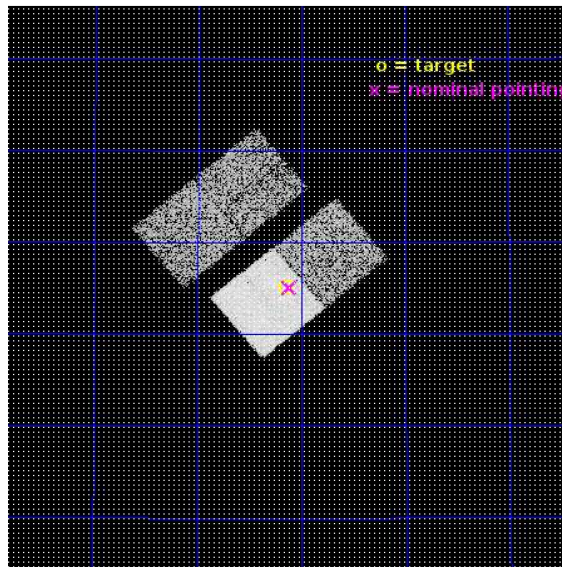 o = target
x = nominal pointing